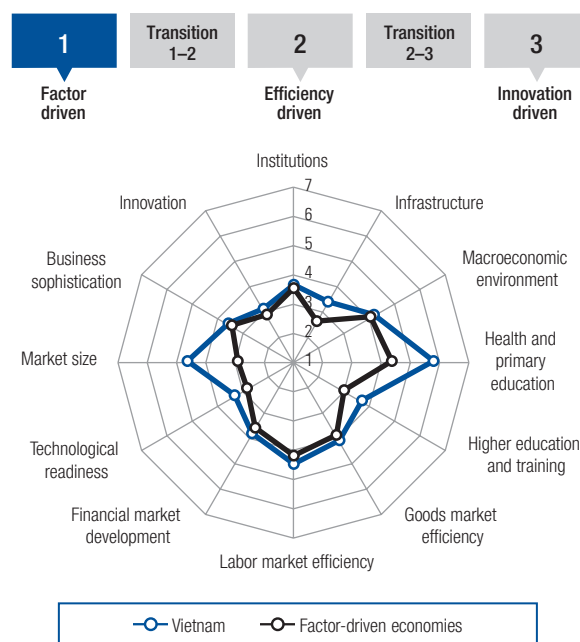 1
Transition
1–2
2
Transition
2–3
3
Factor
driven
Efficiency
driven
Innovation
driven
Institutions
7
6
5
4
3
2
1
Infrastructure
Macroeconomic
environment
Health and
primary
education
Higher education
and training
Goods market
efficiency
Labor market efficiency
Financial market
development
Technological
readiness
Market size
Business
sophistication
Innovation
Vietnam
Factor-driven economies